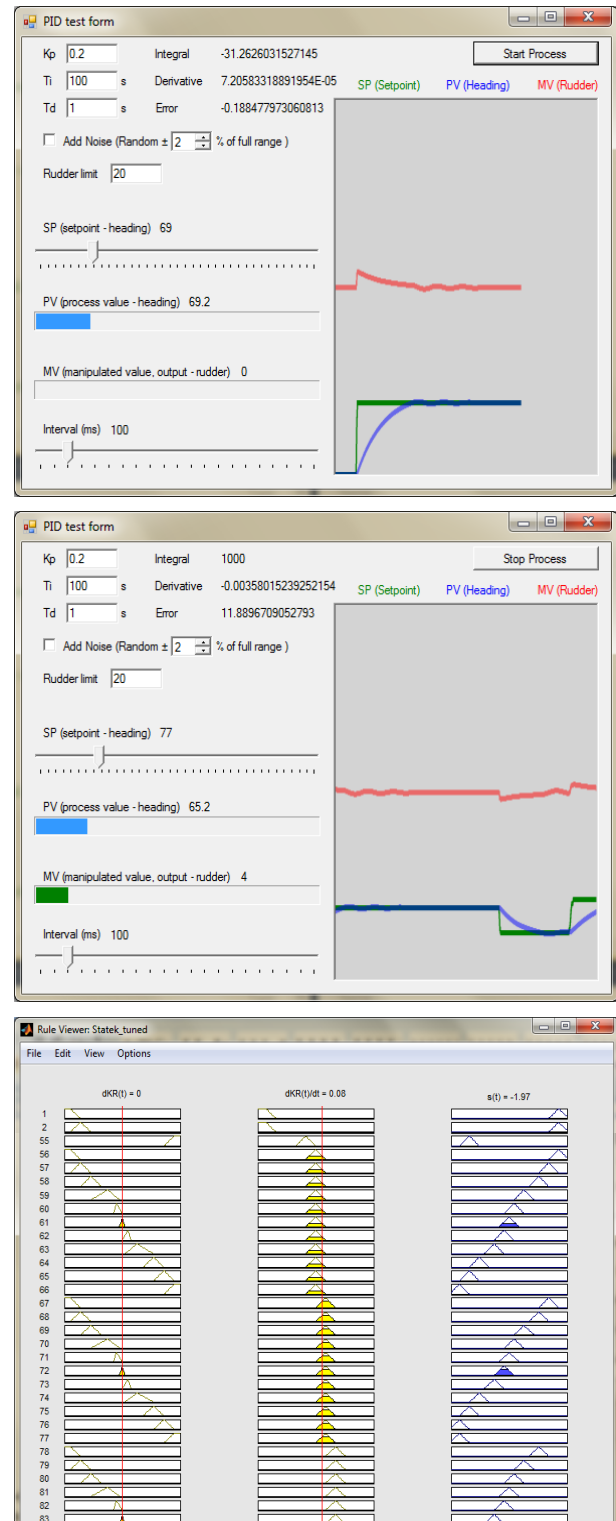 PID test form
Kp 0.2 Integral -31.2626031527145 Start Process
Ti 100 s Derivative 7.20583318891954E-05 SP (Setpoint) PV (Heading) MV (Rudder)
Td 1 s Error -0.188477973060813
Add Noise (Random ± 2 % of full range )
Rudder limit 20
SP (setpoint - heading) 69
PV (process value - heading) 69.2
MV (manipulated value, output - rudder) 0
Interval (ms) 100
PID test form
Kp 0.2 Integral 1000 Stop Process
Ti 100 s Derivative -0.00358015239252154 SP (Setpoint) PV (Heading) MV (Rudder)
Td 1 s Error 11.8896709052793
Add Noise (Random ± 2 % of full range )
Rudder limit 20
SP (setpoint - heading) 77
PV (process value - heading) 65.2
MV (manipulated value, output - rudder) 4
Interval (ms) 100
Rule Viewer: Statek_tuned
File Edit View Options
dKR(t) = 0 dKR(t)/dt = 0.08 s(t) = -1.97
1
2
55
56
57
58
59
60
61
62
63
64
65
66
67
68
69
70
71
72
73
74
75
76
77
78
79
80
81
82
83